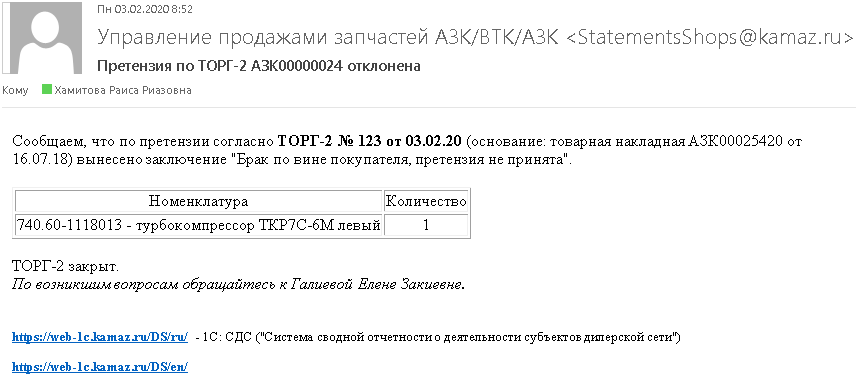 Пн 03.02.2020 8:52
Управление продажами запчастей АЗК/ВТК/АЗК <StatementsShops@kamaz.ru>
Претензия по ТОРГ-2 АЗК00000024 отклонена
Кому Хамитова Раиса Риазовна
Сообщаем, что по претензии согласно ТОРГ-2 № 123 от 03.02.20 (основание: товарная накладная АЗК00025420 от
16.07.18) вынесено заключение "Брак по вине покупателя, претензия не принята".
Номенклатура Количество
740.60-1118013 - турбокомпрессор ТКР7С-6М левый 1
ТОРГ-2 закрыт.
По возникшим вопросам обращайтесь к Галиевой Елене Закиевне.
https://web-1c.kamaz.ru/DS/ru/ - 1С: СДС ("Система сводной отчетности о деятельности субъектов дилерской сети")
https://web-1c.kamaz.ru/DS/en/